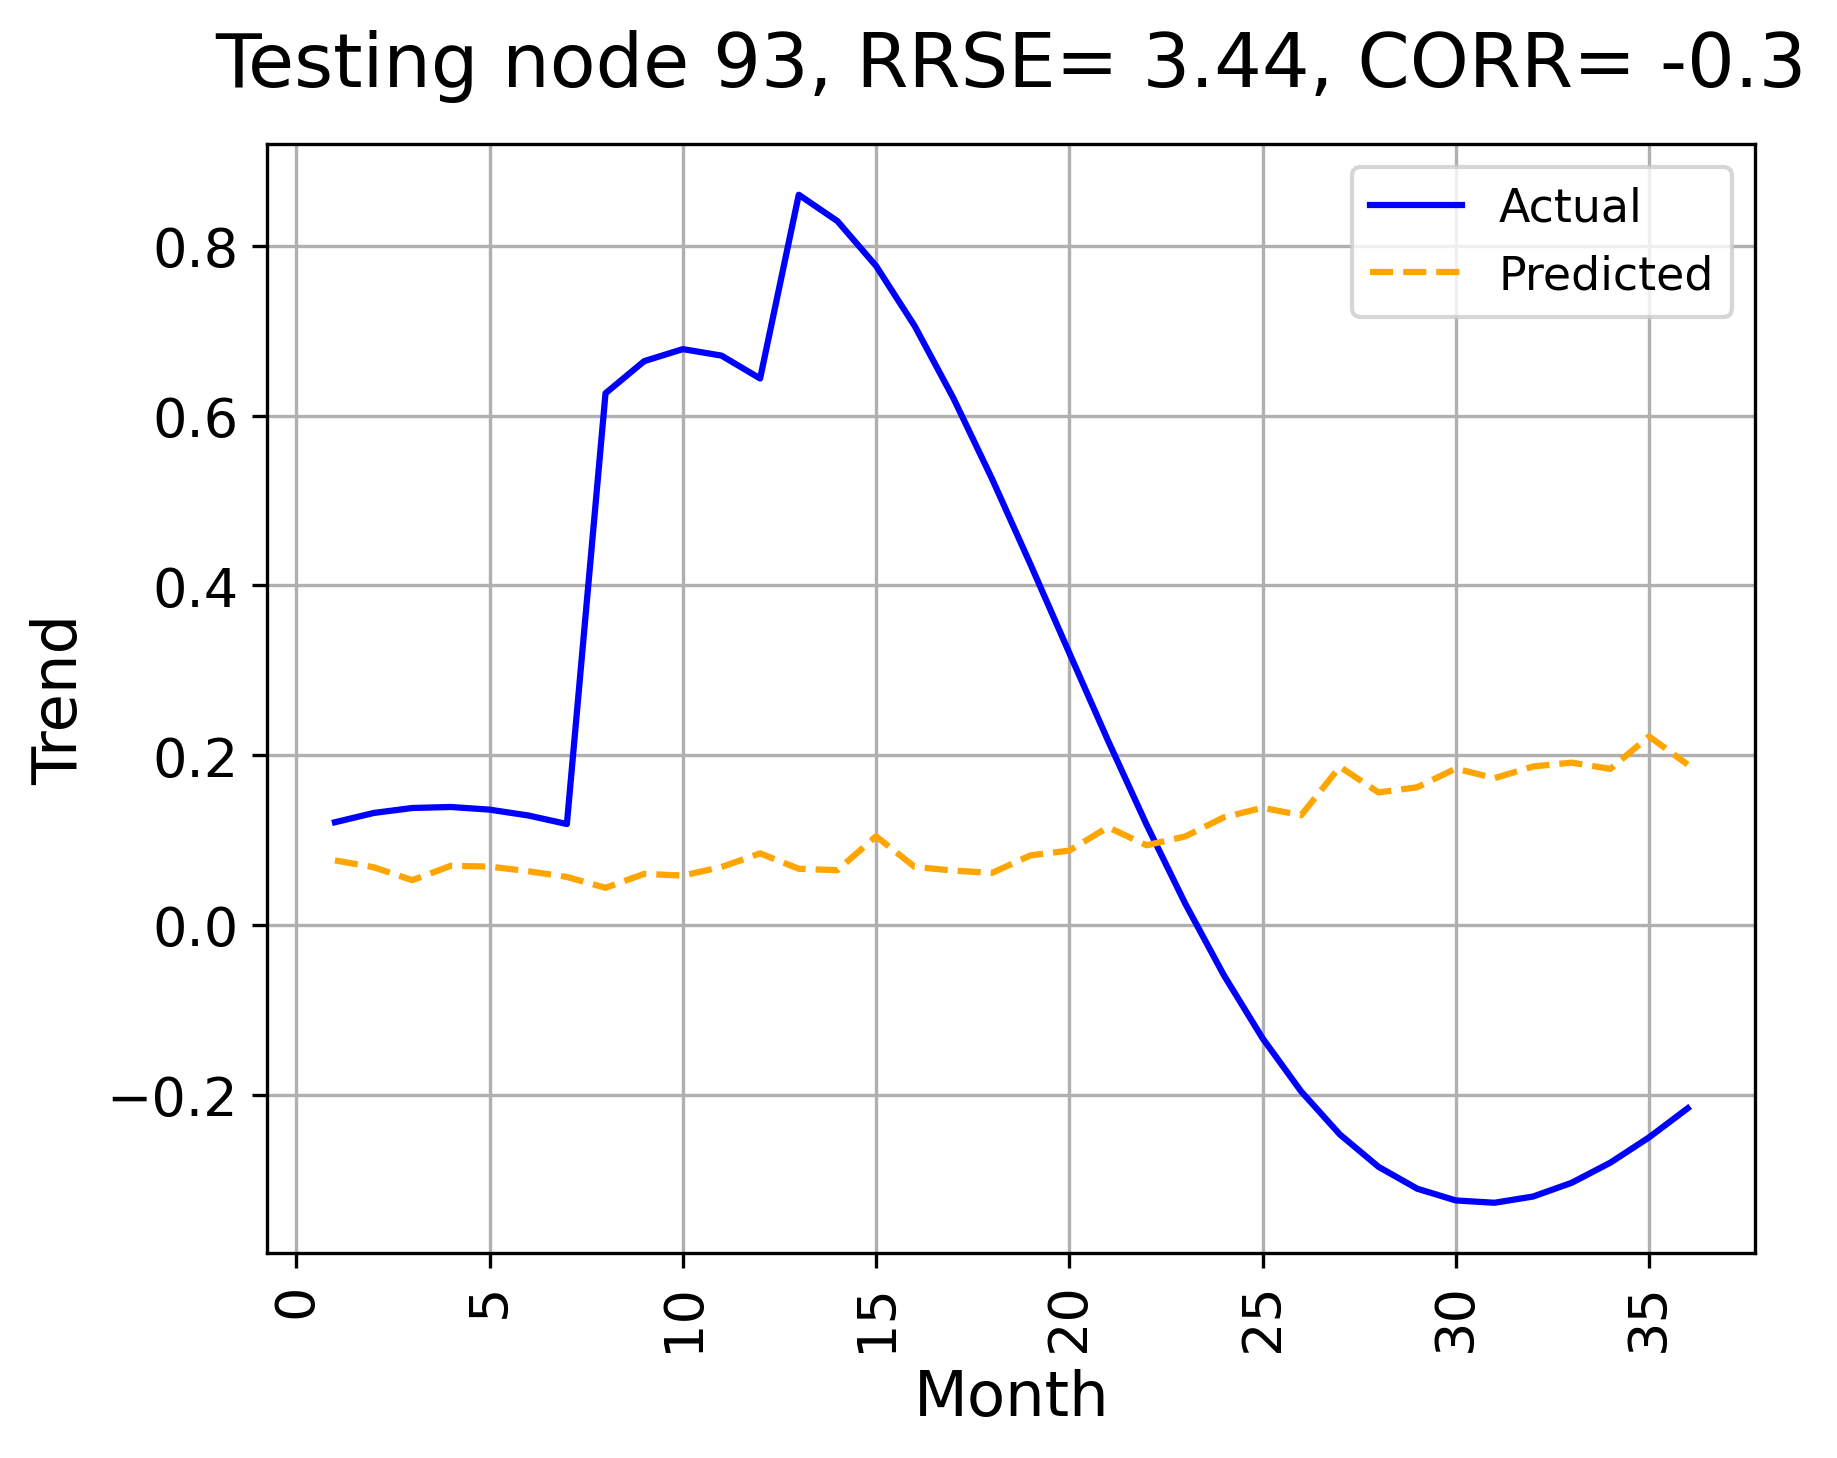 Testing node 93, RRSE= 3.44, CORR= -0.3
Actual
Predicted
Trend
0.8
0.6
0.4
0.2
0.0
−0.2
0
5
10
15
20
25
30
35
Month